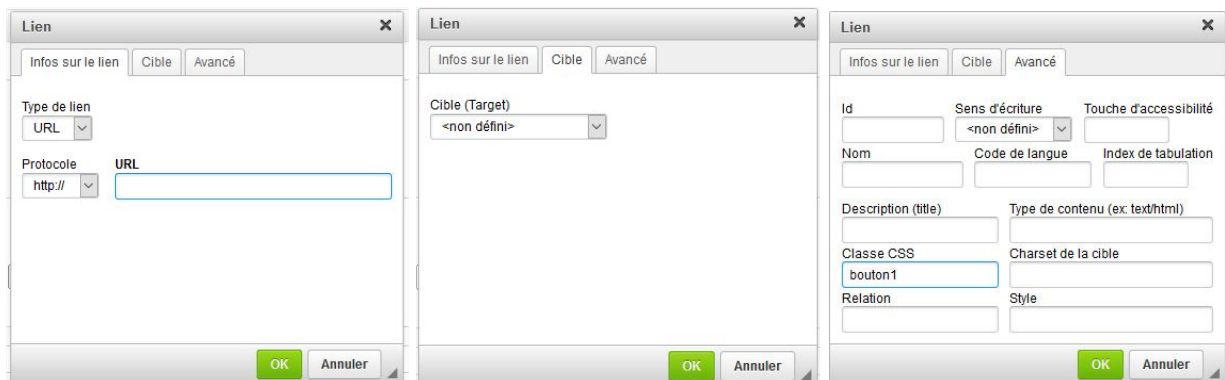 Lien
Infos sur le lien Cible Avancé
Type de lien
URL
Protocole URL
http://
OK Annuler
Lien
Infos sur le lien Cible Avancé
Cible (Target)
<non défini>
OK Annuler
Lien
Infos sur le lien Cible Avancé
Id Sens d'écriture Touche d'accessibilité
<non défini>
Nom Code de langue Index de tabulation
Description (title) Type de contenu (ex: text/html)
Classe CSS Charset de la cible
bouton1
Relation Style
OK Annuler